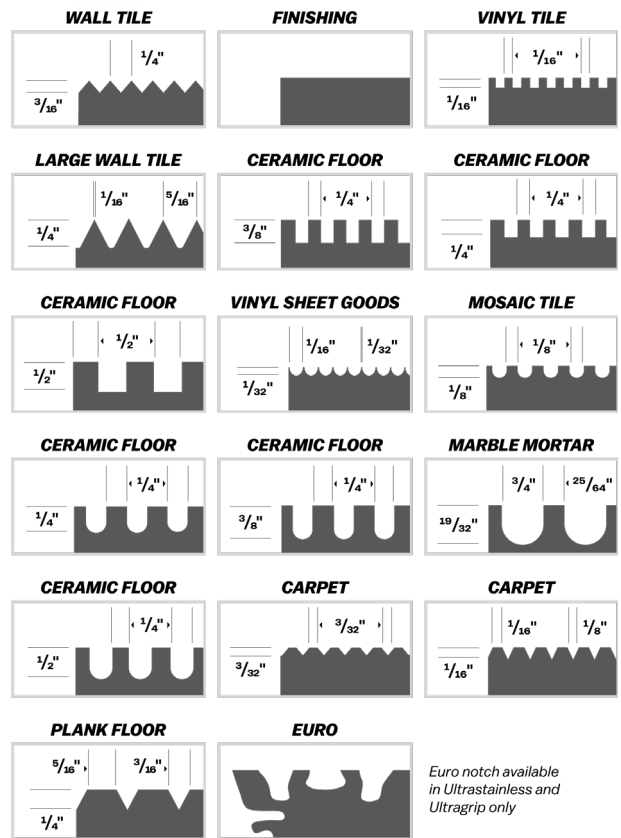 WALL TILE
1/4"
3/16"
FINISHING
VINYL TILE
1/16"
1/16"
LARGE WALL TILE
1/16"
5/16"
1/4"
CERAMIC FLOOR
1/4"
3/8"
CERAMIC FLOOR
1/4"
1/4"
CERAMIC FLOOR
1/2"
1/2"
VINYL SHEET GOODS
1/16"
1/32"
1/32"
MOSAIC TILE
1/8"
1/8"
CERAMIC FLOOR
1/4"
1/4"
CERAMIC FLOOR
1/4"
3/8"
MARBLE MORTAR
3/4"
25/64"
19/32"
CERAMIC FLOOR
1/4"
1/2"
CARPET
3/32"
3/32"
CARPET
1/16"
1/8"
1/16"
PLANK FLOOR
5/16"
3/16"
1/4"
EURO
Euro notch available
in Ultrastainless and
Ultragrip only